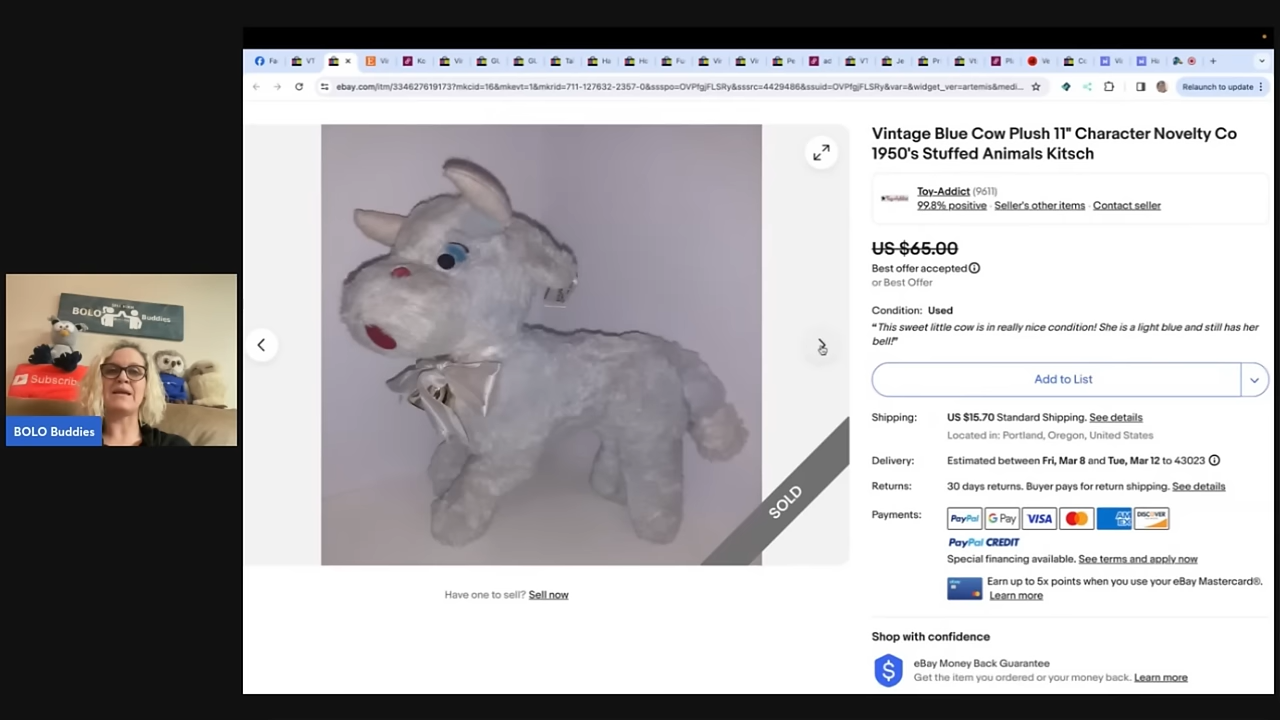 ebay.com/itm/334627619173?mkcid=16&mkevt=1&mkrid=711-127632-2357-0&ssspo=OVPfgjFLSRy&sssrc=4429486&ssuid=OVPfgjFLSRy&var=&widget_ver=artemis&medi...
Relaunch to update
Vintage Blue Cow Plush 11" Character Novelty Co
1950's Stuffed Animals Kitsch
Toy-Addict (9611)
99.8% positive · Seller's other items · Contact seller
US $65.00
Best offer accepted
or Best Offer
Condition: Used
“This sweet little cow is in really nice condition! She is a light blue and still has her
bell!”
Add to List
Shipping: US $15.70 Standard Shipping. See details
Located in: Portland, Oregon, United States
Delivery: Estimated between Fri, Mar 8 and Tue, Mar 12 to 43023
Returns: 30 days returns. Buyer pays for return shipping. See details
Payments: PayPal G Pay VISA MasterCard AM EX DISCOVER
PayPal CREDIT
Special financing available. See terms and apply now
Earn up to 5x points when you use your eBay Mastercard®.
Learn more
Shop with confidence
eBay Money Back Guarantee
Get the item you ordered or your money back. Learn more
SOLD
Have one to sell? Sell now
BOLO Buddies
Subscrib
BOLO Buddies